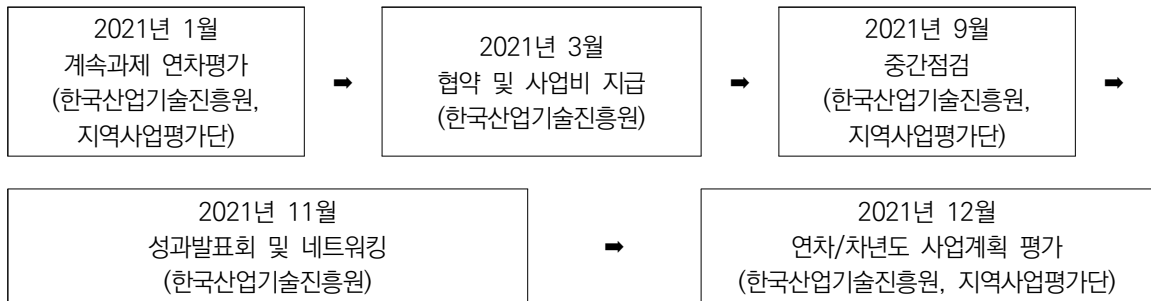 2021년 1월
계속과제 연차평가
(한국산업기술진흥원,
지역사업평가단)
➡
2021년 3월
협약 및 사업비 지급
(한국산업기술진흥원)
➡
2021년 9월
중간점검
(한국산업기술진흥원,
지역사업평가단)
➡
2021년 11월
성과발표회 및 네트워킹
(한국산업기술진흥원)
➡
2021년 12월
연차/차년도 사업계획 평가
(한국산업기술진흥원, 지역사업평가단)